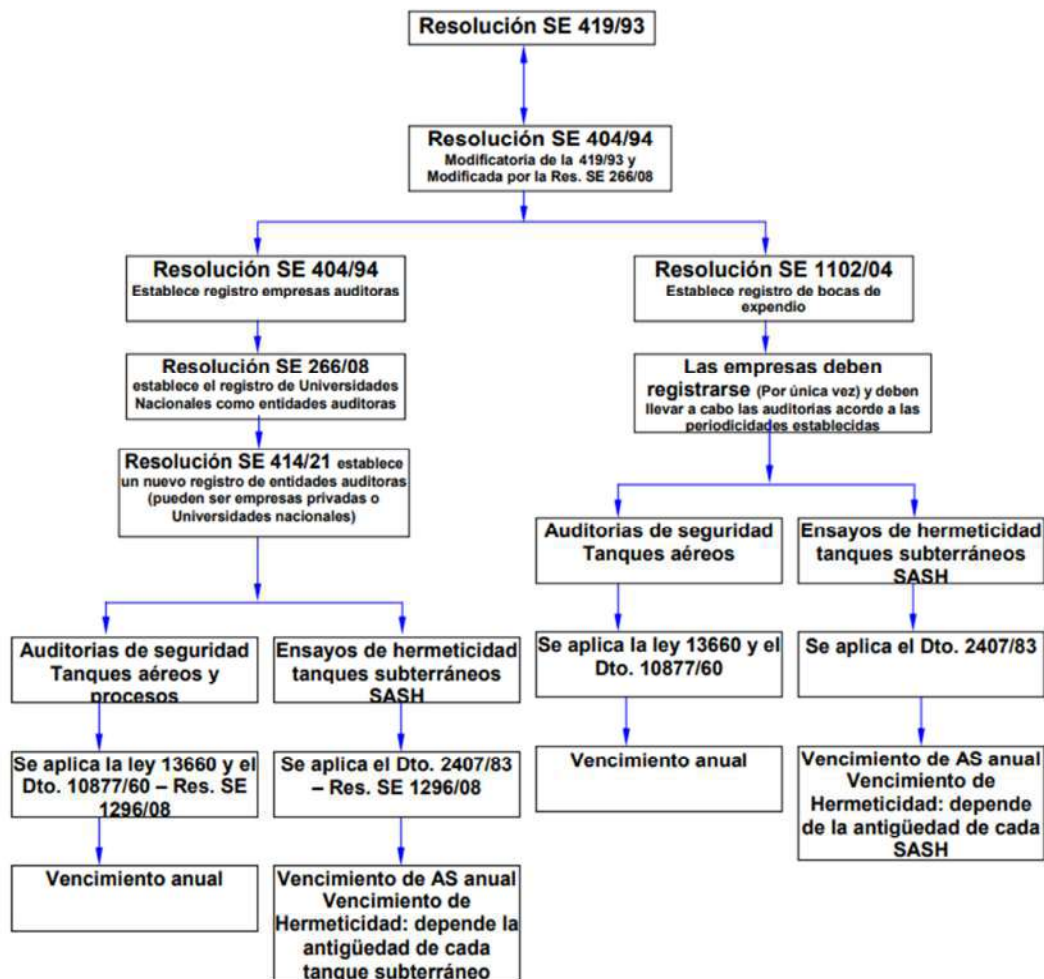 Resolución SE 419/93
Resolución SE 404/94
Modificatoria de la 419/93 y
Modificada por la Res. SE 266/08
Resolución SE 404/94
Establece registro empresas auditoras
Resolución SE 1102/04
Establece registro de bocas de
expendio
Resolución SE 266/08
establece el registro de Universidades
Nacionales como entidades auditoras
Las empresas deben
registrarse (Por única vez) y deben
llevar a cabo las auditorias acorde a las
periodicidades establecidas
Resolución SE 414/21 establece
un nuevo registro de entidades auditoras
(pueden ser empresas privadas o
Universidades nacionales)
Auditorias de seguridad
Tanques aéreos
Ensayos de hermeticidad
tanques subterráneos
SASH
Auditorias de seguridad
Tanques aéreos y
procesos
Ensayos de hermeticidad
tanques subterráneos
SASH
Se aplica la ley 13660 y el
Dto. 10877/60
Se aplica el Dto. 2407/83
Se aplica la ley 13660 y el
Dto. 10877/60 – Res. SE
1296/08
Se aplica el Dto. 2407/83
– Res. SE 1296/08
Vencimiento anual
Vencimiento de AS anual
Vencimiento de
Hermeticidad: depende
de la antigüedad de cada
SASH
Vencimiento anual
Vencimiento de AS anual
Vencimiento de
Hermeticidad: depende la
antigüedad de cada
tanque subterráneo